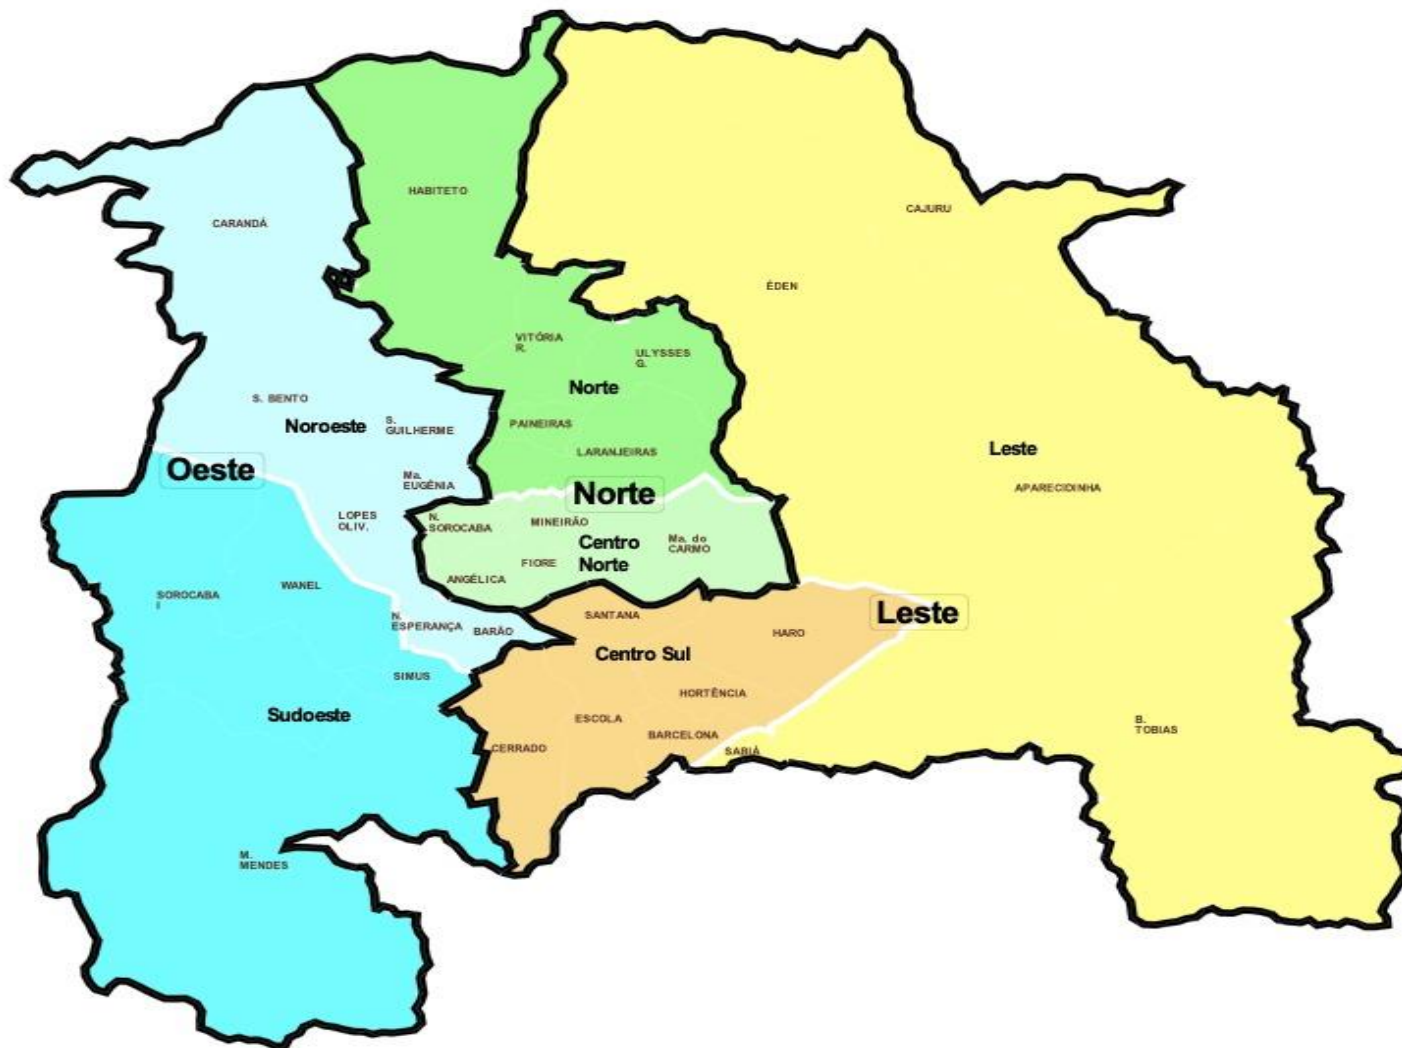 HABITETO
CARANDÁ
CAJURU
ÉDEN
VITÓRIA
R.
ULYSSES
G.
Norte
S. BENTO
Noroeste
S.
GUILHERME
PAINEIRAS
LARANJEIRAS
Leste
Oeste
Ma.
EUGÊNIA
Norte
APARECIDINHA
LOPES
OLIV.
N.
SOROCABA
MINEIRÃO
Centro
Norte
Ma. do
CARMO
FIORE
ANGÉLICA
WANEL
SOROCABA
I
N.
ESPERANÇA
BARÃO
SANTANA
HARO
Leste
Centro Sul
SIMUS
HORTÊNCIA
Sudoeste
ESCOLA
BARCELONA
CERRADO
SABIÁ
B.
TOBIAS
M.
MENDES